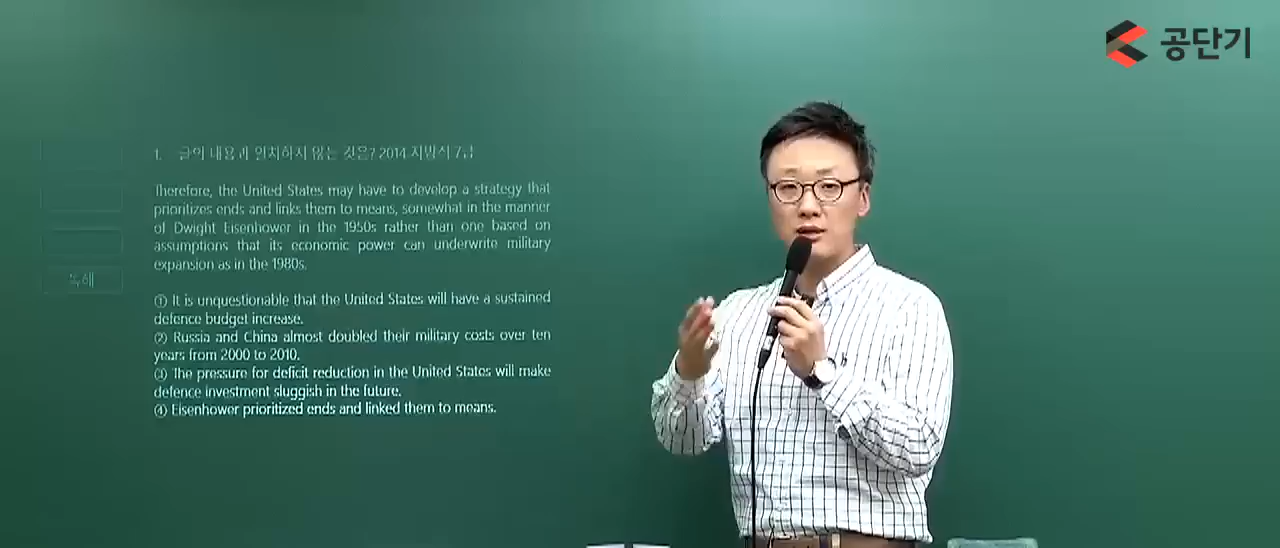 공단기
1. 글의 내용과 일치하지 않는 것은? 2014 지방직 7급
Therefore, the United States may have to develop a strategy that
prioritizes ends and links them to means, somewhat in the manner
of Dwight Eisenhower in the 1950s rather than one based on
assumptions that its economic power can underwrite military
expansion as in the 1980s.
독해
① It is unquestionable that the United States will have a sustained
defence budget increase.
② Russia and China almost doubled their military costs over ten
years from 2000 to 2010.
③ The pressure for deficit reduction in the United States will make
defence investment sluggish in the future.
④ Eisenhower prioritized ends and linked them to means.